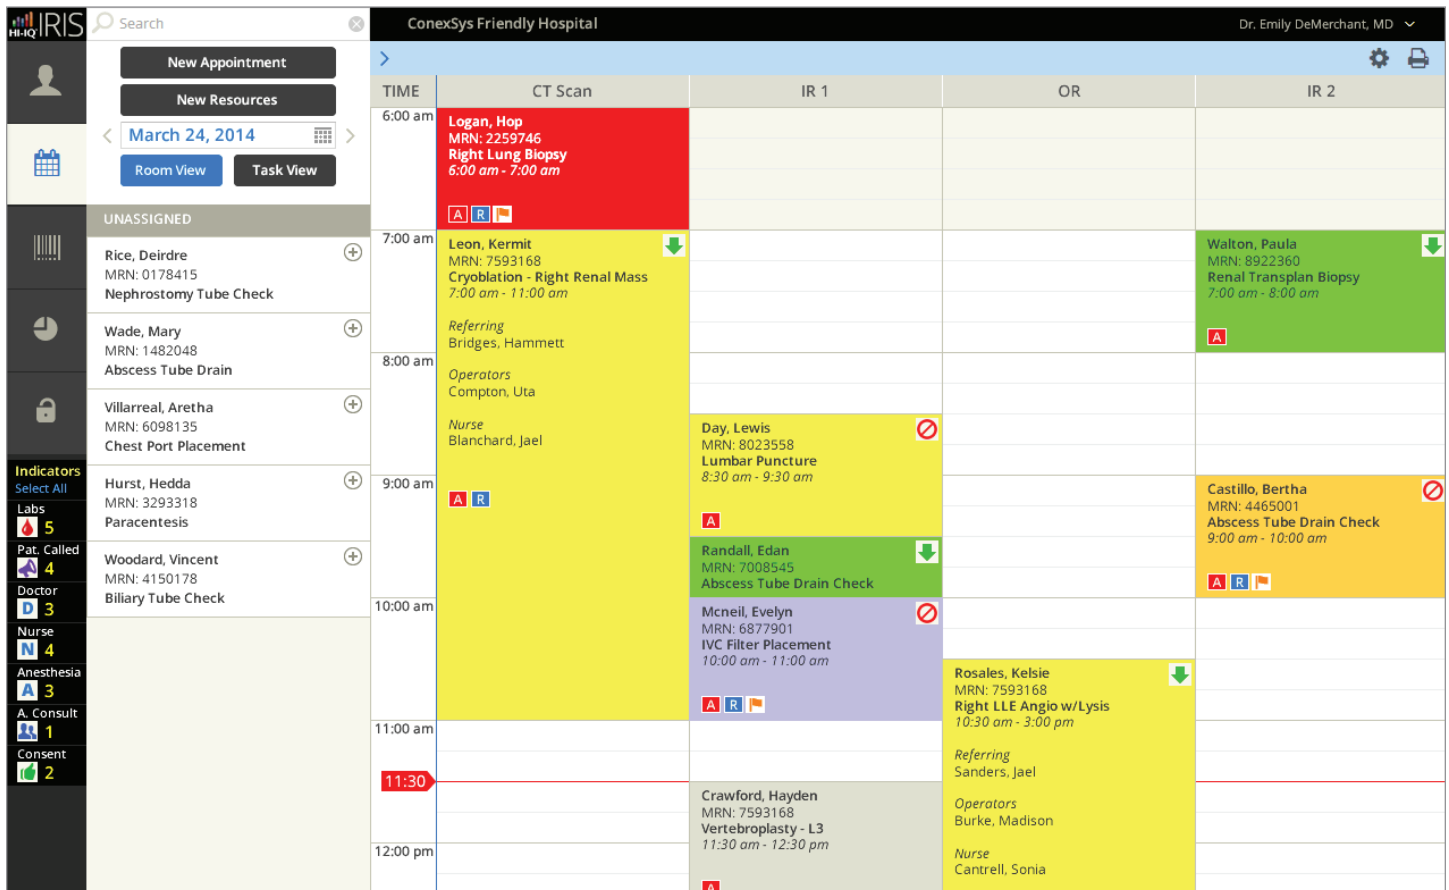 HI-IQ IRIS
Search
ConexSys Friendly Hospital
Dr. Emily DeMerchant, MD
New Appointment
New Resources
March 24, 2014
Room View
Task View
UNASSIGNED
Rice, Deirdre
MRN: 0178415
Nephrostomy Tube Check
Wade, Mary
MRN: 1482048
Abscess Tube Drain
Villarreal, Aretha
MRN: 6098135
Chest Port Placement
Hurst, Hedda
MRN: 3293318
Paracentesis
Woodard, Vincent
MRN: 4150178
Biliary Tube Check
Indicators
Select All
Labs
5
Pat. Called
4
Doctor
D 3
Nurse
N 4
Anesthesia
A 3
A. Consult
1
Consent
2
TIME
CT Scan
IR 1
OR
IR 2
6:00 am
7:00 am
8:00 am
9:00 am
10:00 am
11:00 am
11:30
12:00 pm
Logan, Hop
MRN: 2259746
Right Lung Biopsy
6:00 am - 7:00 am
A R
Leon, Kermit
MRN: 7593168
Cryoblation - Right Renal Mass
7:00 am - 11:00 am
Referring
Bridges, Hammett
Operators
Compton, Uta
Nurse
Blanchard, Jael
A R
Day, Lewis
MRN: 8023558
Lumbar Puncture
8:30 am - 9:30 am
A
Randall, Edan
MRN: 7008545
Abscess Tube Drain Check
Mcneil, Evelyn
MRN: 6877901
IVC Filter Placement
10:00 am - 11:00 am
A R
Crawford, Hayden
MRN: 7593168
Vertebroplasty - L3
11:30 am - 12:30 pm
A
Rosales, Kelsie
MRN: 7593168
Right LLE Angio w/Lysis
10:30 am - 3:00 pm
Referring
Sanders, Jael
Operators
Burke, Madison
Nurse
Cantrell, Sonia
Walton, Paula
MRN: 8922360
Renal Transplan Biopsy
7:00 am - 8:00 am
A
Castillo, Bertha
MRN: 4465001
Abscess Tube Drain Check
9:00 am - 10:00 am
A R